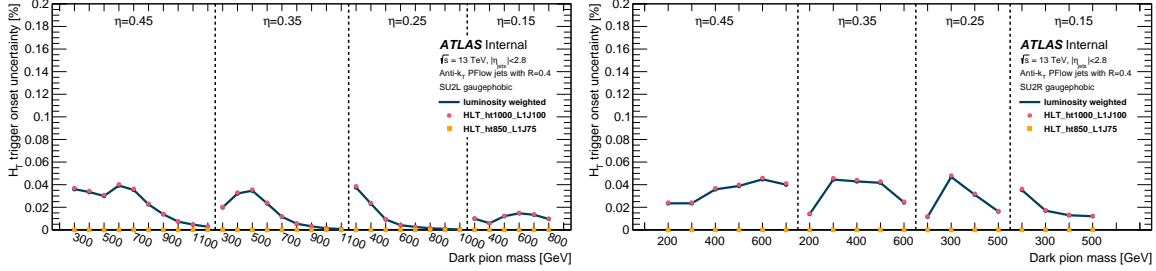 H_T trigger onset uncertainty [%]
0.2
0.18
0.16
0.14
0.12
0.1
0.08
0.06
0.04
0.02
0
η=0.45
η=0.35
η=0.25
η=0.15
ATLAS Internal
√s = 13 TeV, |η_jets|<2.8
Anti-k_T PFlow jets with R=0.4
SU2L gaugephobic
luminosity weighted
HLT_ht1000_L1J100
HLT_ht850_L1J75
300 500 700 900 1100 300 500 700 900 1100 400 600 800 1000 400 600 800
Dark pion mass [GeV]
H_T trigger onset uncertainty [%]
0.2
0.18
0.16
0.14
0.12
0.1
0.08
0.06
0.04
0.02
0
η=0.45
η=0.35
η=0.25
η=0.15
ATLAS Internal
√s = 13 TeV, |η_jets|<2.8
Anti-k_T PFlow jets with R=0.4
SU2R gaugephobic
luminosity weighted
HLT_ht1000_L1J100
HLT_ht850_L1J75
200 400 600 200 400 600 300 500 300 500
Dark pion mass [GeV]